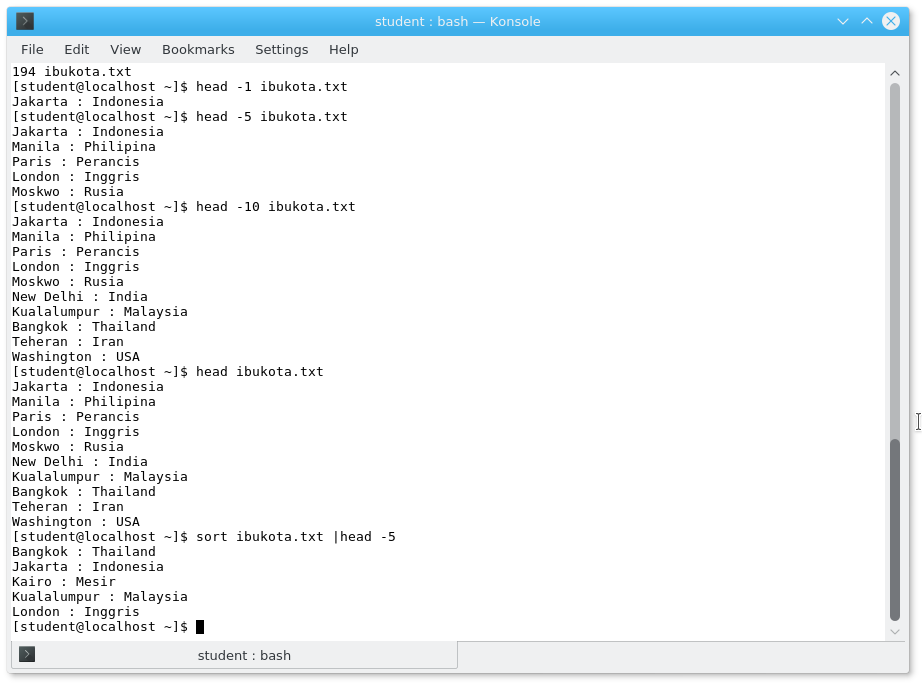 student : bash — Konsole
File Edit View Bookmarks Settings Help
194 ibukota.txt
[student@localhost ~]$ head -1 ibukota.txt
Jakarta : Indonesia
[student@localhost ~]$ head -5 ibukota.txt
Jakarta : Indonesia
Manila : Philipina
Paris : Perancis
London : Inggris
Moskwo : Rusia
[student@localhost ~]$ head -10 ibukota.txt
Jakarta : Indonesia
Manila : Philipina
Paris : Perancis
London : Inggris
Moskwo : Rusia
New Delhi : India
Kualalumpur : Malaysia
Bangkok : Thailand
Teheran : Iran
Washington : USA
[student@localhost ~]$ head ibukota.txt
Jakarta : Indonesia
Manila : Philipina
Paris : Perancis
London : Inggris
Moskwo : Rusia
New Delhi : India
Kualalumpur : Malaysia
Bangkok : Thailand
Teheran : Iran
Washington : USA
[student@localhost ~]$ sort ibukota.txt |head -5
Bangkok : Thailand
Jakarta : Indonesia
Kairo : Mesir
Kualalumpur : Malaysia
London : Inggris
[student@localhost ~]$
student : bash